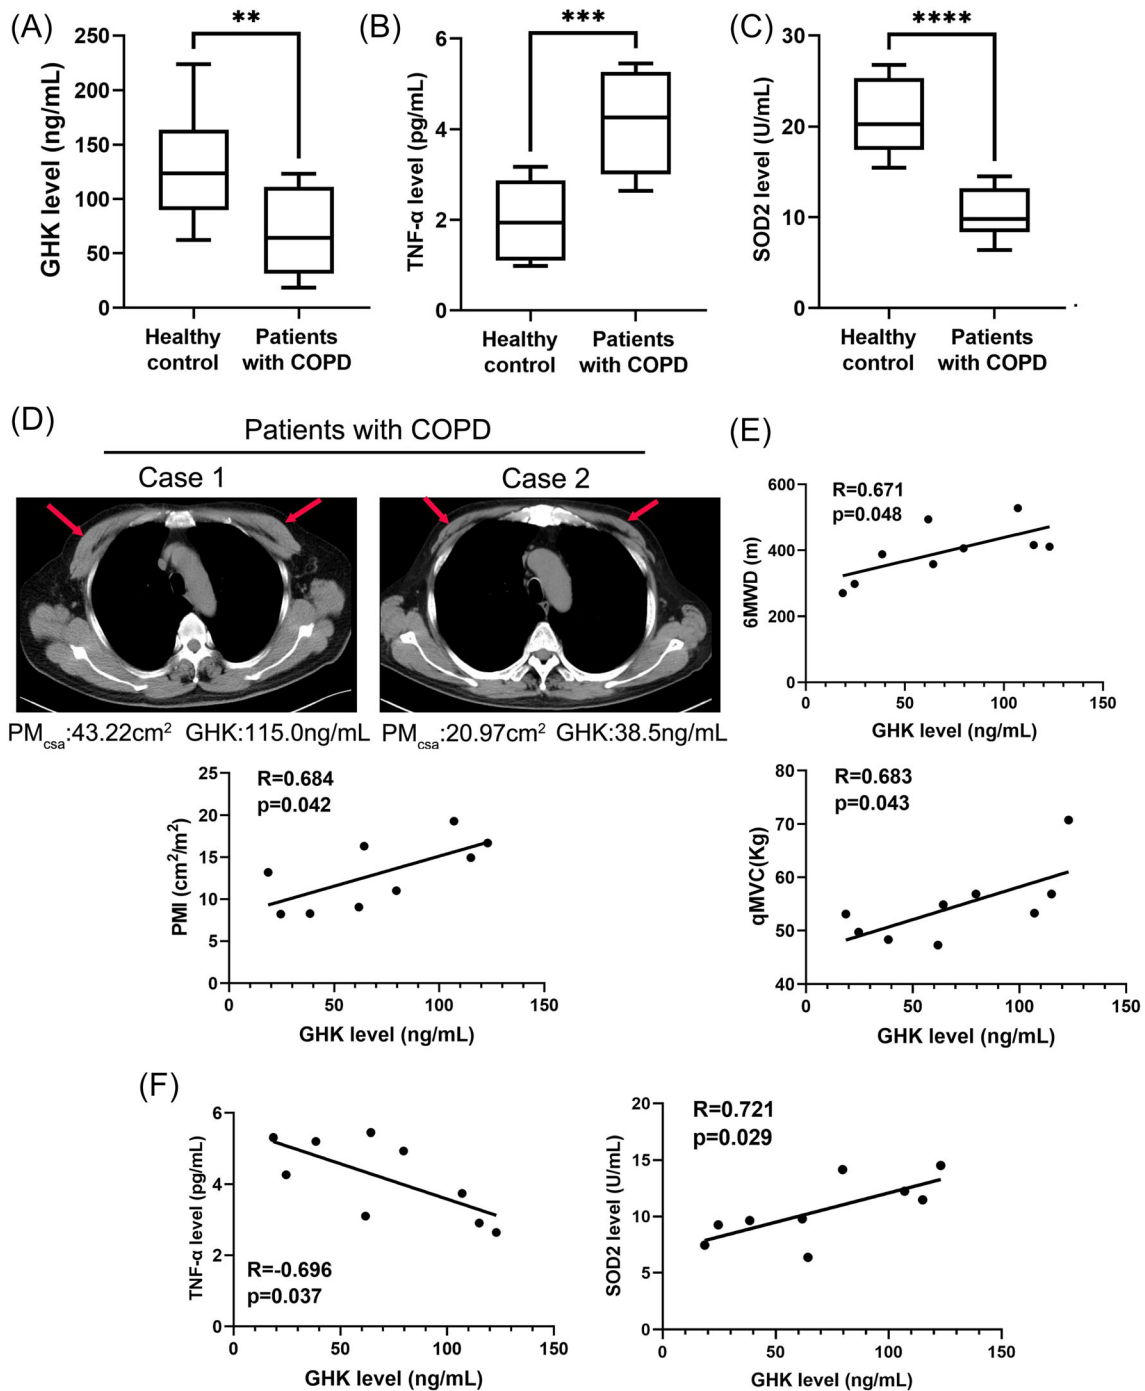 (A)
**
GHK level (ng/mL)
250
200
150
100
50
0
Healthy control
Patients with COPD
(B)
***
TNF-α level (pg/mL)
6
4
2
0
Healthy control
Patients with COPD
(C)
****
SOD2 level (U/mL)
30
20
10
0
Healthy control
Patients with COPD
(D)
Patients with COPD
Case 1
Case 2
PMcsa:43.22cm² GHK:115.0ng/mL
PMcsa:20.97cm² GHK:38.5ng/mL
R=0.684
p=0.042
PMI (cm²/m²)
25
20
15
10
5
0
0 50 100 150
GHK level (ng/mL)
(E)
R=0.671
p=0.048
6MWD (m)
600
400
200
0
0 50 100 150
GHK level (ng/mL)
R=0.683
p=0.043
qMVC(Kg)
80
70
60
50
40
0 50 100 150
GHK level (ng/mL)
(F)
TNF-α level (pg/mL)
6
4
2
0
R=-0.696
p=0.037
0 50 100 150
GHK level (ng/mL)
R=0.721
p=0.029
SOD2 level (U/mL)
20
15
10
5
0
0 50 100 150
GHK level (ng/mL)